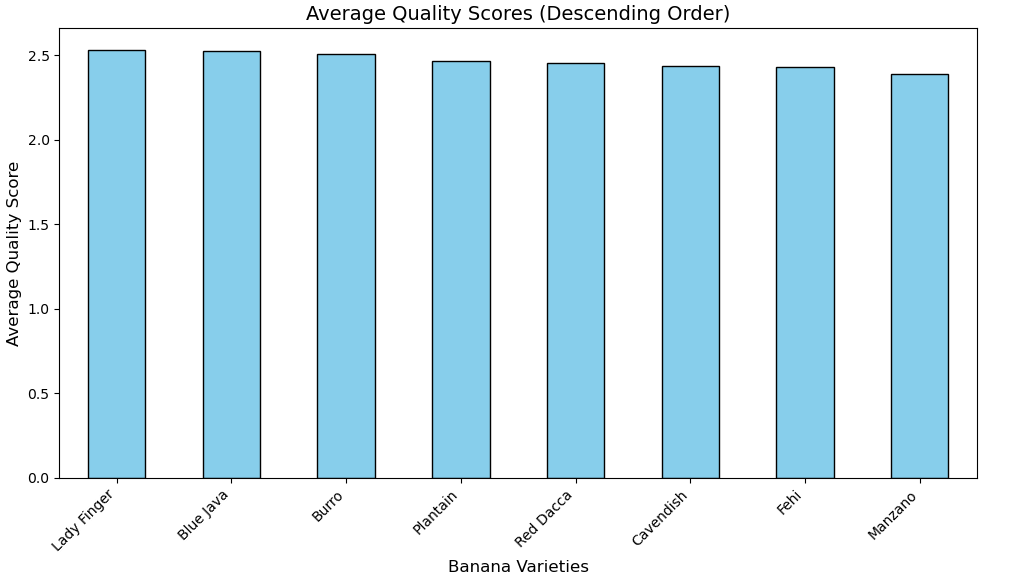 Average Quality Scores (Descending Order)
Average Quality Score
2.5
2.0
1.5
1.0
0.5
0.0
Lady Finger
Blue Java
Burro
Plantain
Red Dacca
Cavendish
Fehi
Manzano
Banana Varieties